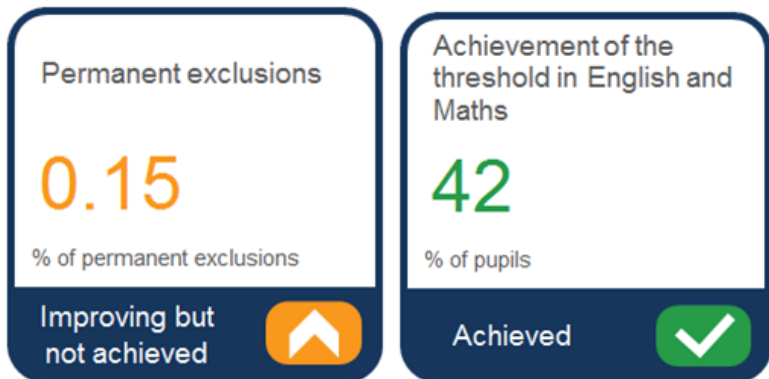 Permanent exclusions
0.15
% of permanent exclusions
Improving but
not achieved
Achievement of the
threshold in English and
Maths
42
% of pupils
Achieved